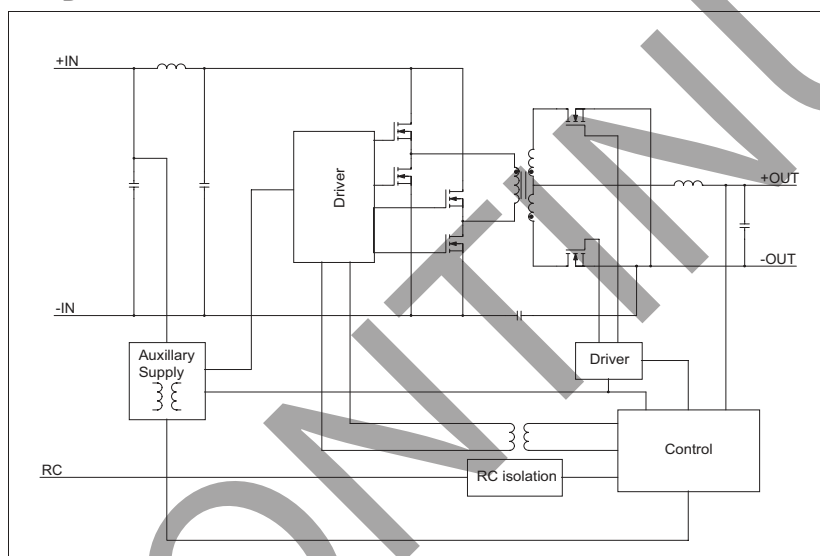 +IN
Driver
+OUT
-OUT
-IN
Auxillary
Supply
Driver
Control
RC
RC isolation